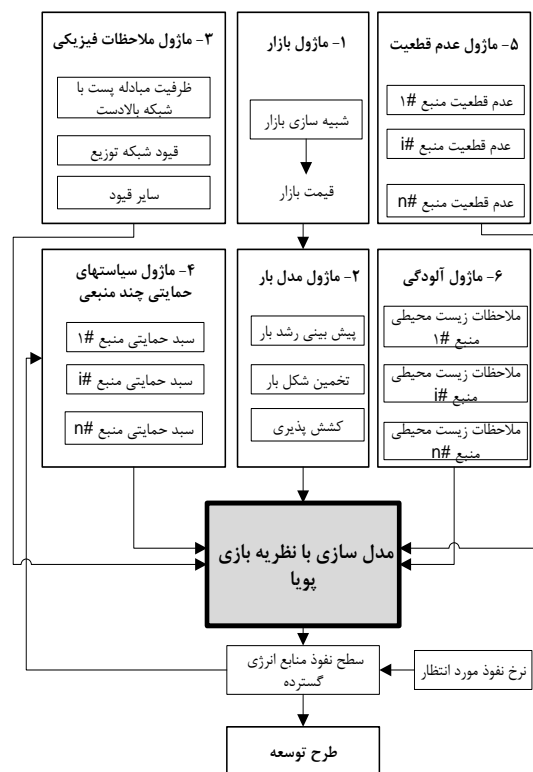 ۳- ماژول ملاحظات فیزیکی
ظرفیت مبادله پست با
شبکه بالادست
قیود شبکه توزیع
سایر قیود
۱- ماژول بازار
شبیه سازی بازار
قیمت بازار
۵- ماژول عدم قطعیت
عدم قطعیت منبع #۱
عدم قطعیت منبع #i
عدم قطعیت منبع #n
۴- ماژول سیاستهای
حمایتی چند منبعی
سبد حمایتی منبع #۱
سبد حمایتی منبع #i
سبد حمایتی منبع #n
۲- ماژول مدل بار
پیش بینی رشد بار
تخمین شکل بار
کشش پذیری
۶- ماژول آلودگی
ملاحظات زیست محیطی
منبع #۱
ملاحظات زیست محیطی
منبع #i
ملاحظات زیست محیطی
منبع #n
مدل سازی با نظریه بازی
پویا
سطح نفوذ منابع انرژی
گسترده
نرخ نفوذ مورد انتظار
طرح توسعه